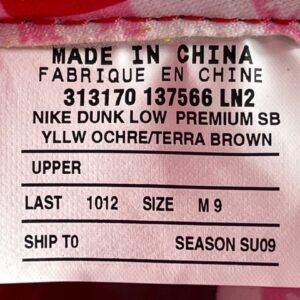 MADE IN CHINA
FABRIQUE EN CHINE
313170 137566 LN2
NIKE DUNK LOW PREMIUM SB
YLLW OCHRE/TERRA BROWN
UPPER
LAST 1012 SIZE M 9
SHIP TO SEASON SU09